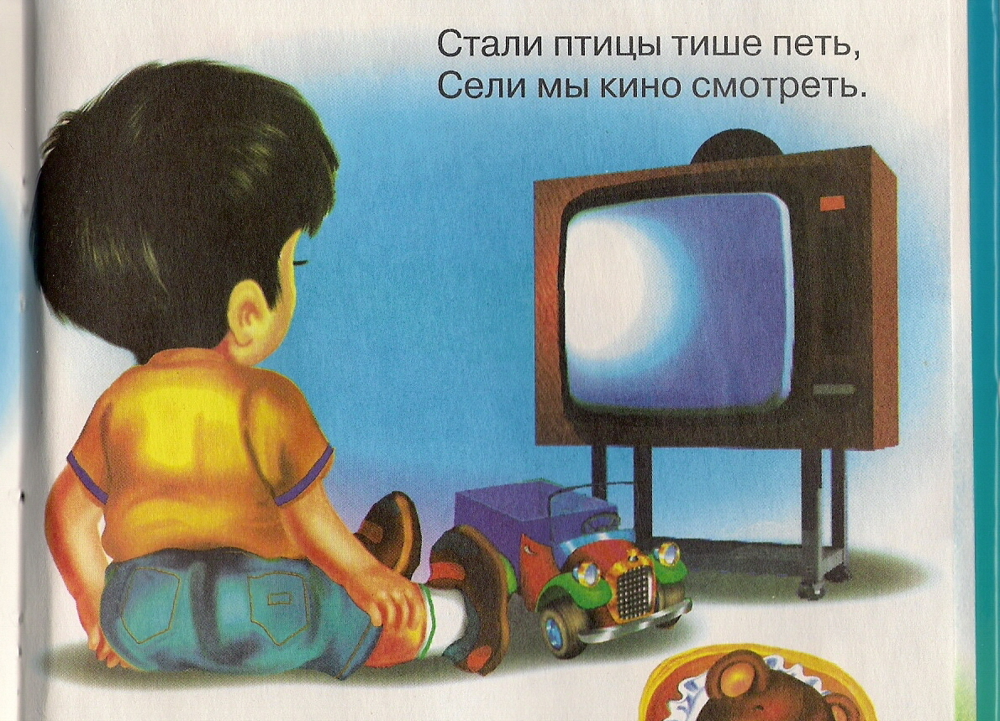 Стали птицы тише петь,
Сели мы кино смотреть.